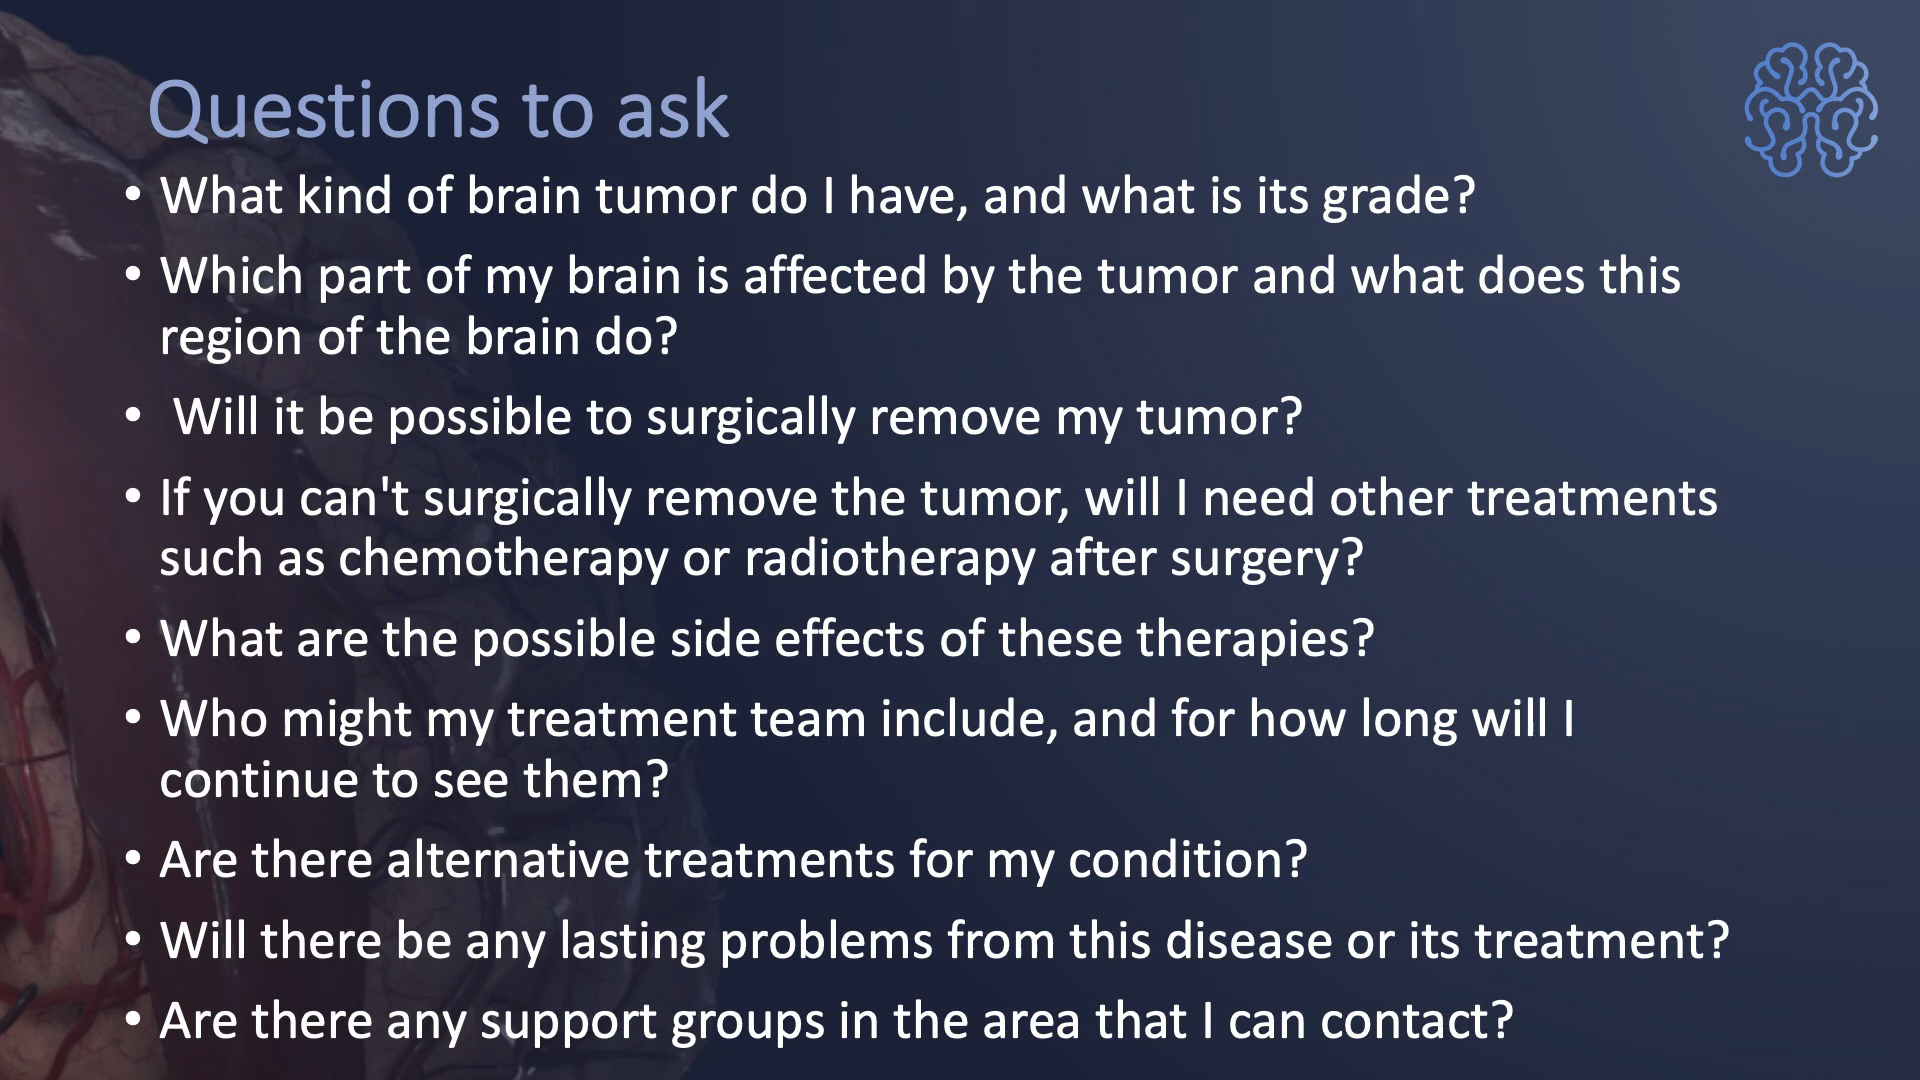 Questions to ask
• What kind of brain tumor do I have, and what is its grade?
• Which part of my brain is affected by the tumor and what does this
region of the brain do?
• Will it be possible to surgically remove my tumor?
• If you can't surgically remove the tumor, will I need other treatments
such as chemotherapy or radiotherapy after surgery?
• What are the possible side effects of these therapies?
• Who might my treatment team include, and for how long will I
continue to see them?
• Are there alternative treatments for my condition?
• Will there be any lasting problems from this disease or its treatment?
• Are there any support groups in the area that I can contact?